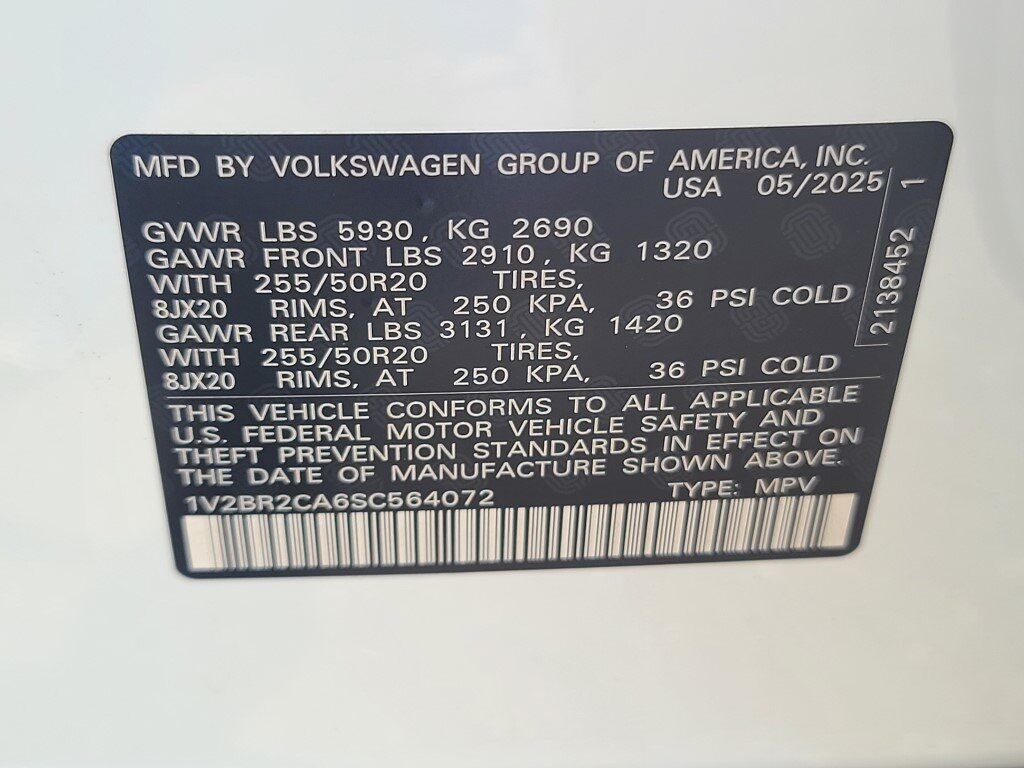 MFD BY VOLKSWAGEN GROUP OF AMERICA, INC.
USA 05/2025
GVWR LBS 5930, KG 2690
GAWR FRONT LBS 2910, KG 1320
WITH 255/50R20 TIRES,
8JX20 RIMS, AT 250 KPA, 36 PSI COLD
GAWR REAR LBS 3131, KG 1420
WITH 255/50R20 TIRES,
8JX20 RIMS, AT 250 KPA, 36 PSI COLD
THIS VEHICLE CONFORMS TO ALL APPLICABLE
U.S. FEDERAL MOTOR VEHICLE SAFETY AND
THEFT PREVENTION STANDARDS IN EFFECT ON
THE DATE OF MANUFACTURE SHOWN ABOVE.
1V2BR2CA6SC564072 TYPE: MPV
2138452 1